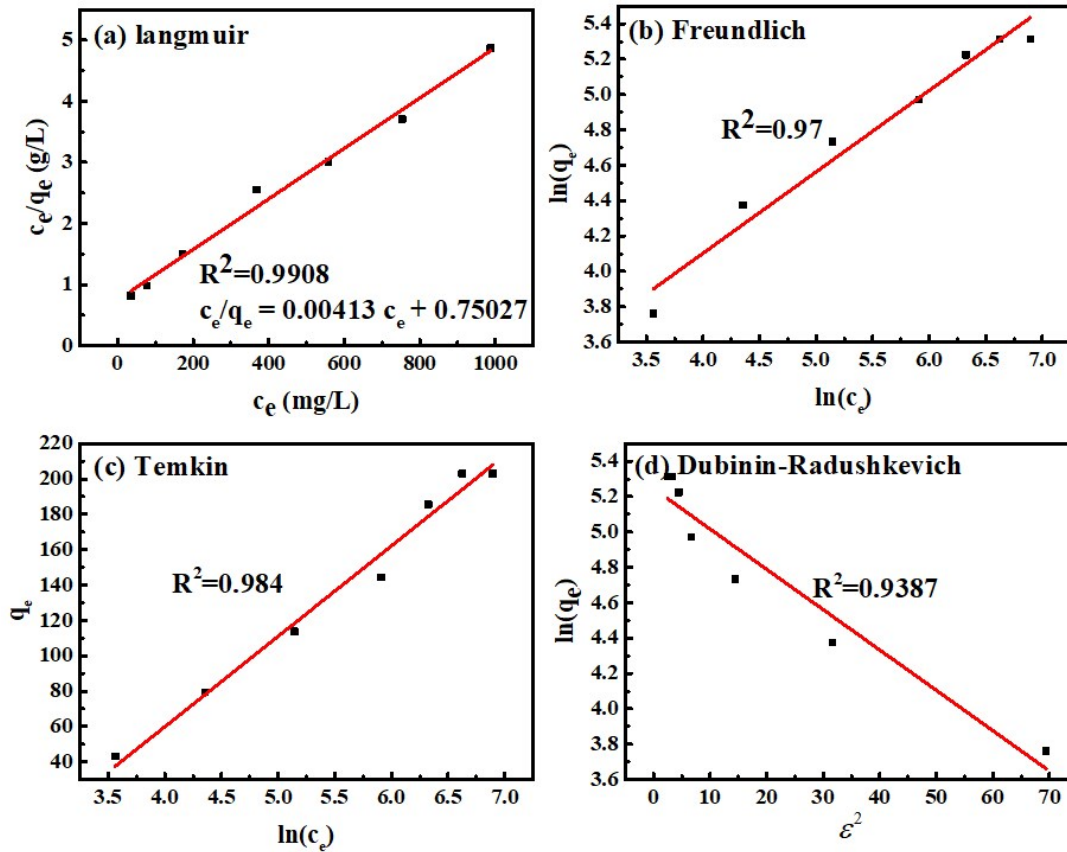 (a) langmuir
5
4
3
2
1
0
0 200 400 600 800 1000
cₑ/qₑ (g/L)
cₑ (mg/L)
R²=0.9908
cₑ/qₑ = 0.00413 cₑ + 0.75027
(b) Freundlich
5.4
5.2
5.0
4.8
4.6
4.4
4.2
4.0
3.8
3.6
3.5 4.0 4.5 5.0 5.5 6.0 6.5 7.0
ln(qₑ)
ln(cₑ)
R²=0.97
(c) Temkin
220
200
180
160
140
120
100
80
60
40
3.5 4.0 4.5 5.0 5.5 6.0 6.5 7.0
qₑ
ln(cₑ)
R²=0.984
(d) Dubinin-Radushkevich
5.4
5.2
5.0
4.8
4.6
4.4
4.2
4.0
3.8
3.6
0 10 20 30 40 50 60 70
ln(qₑ)
ε²
R²=0.9387